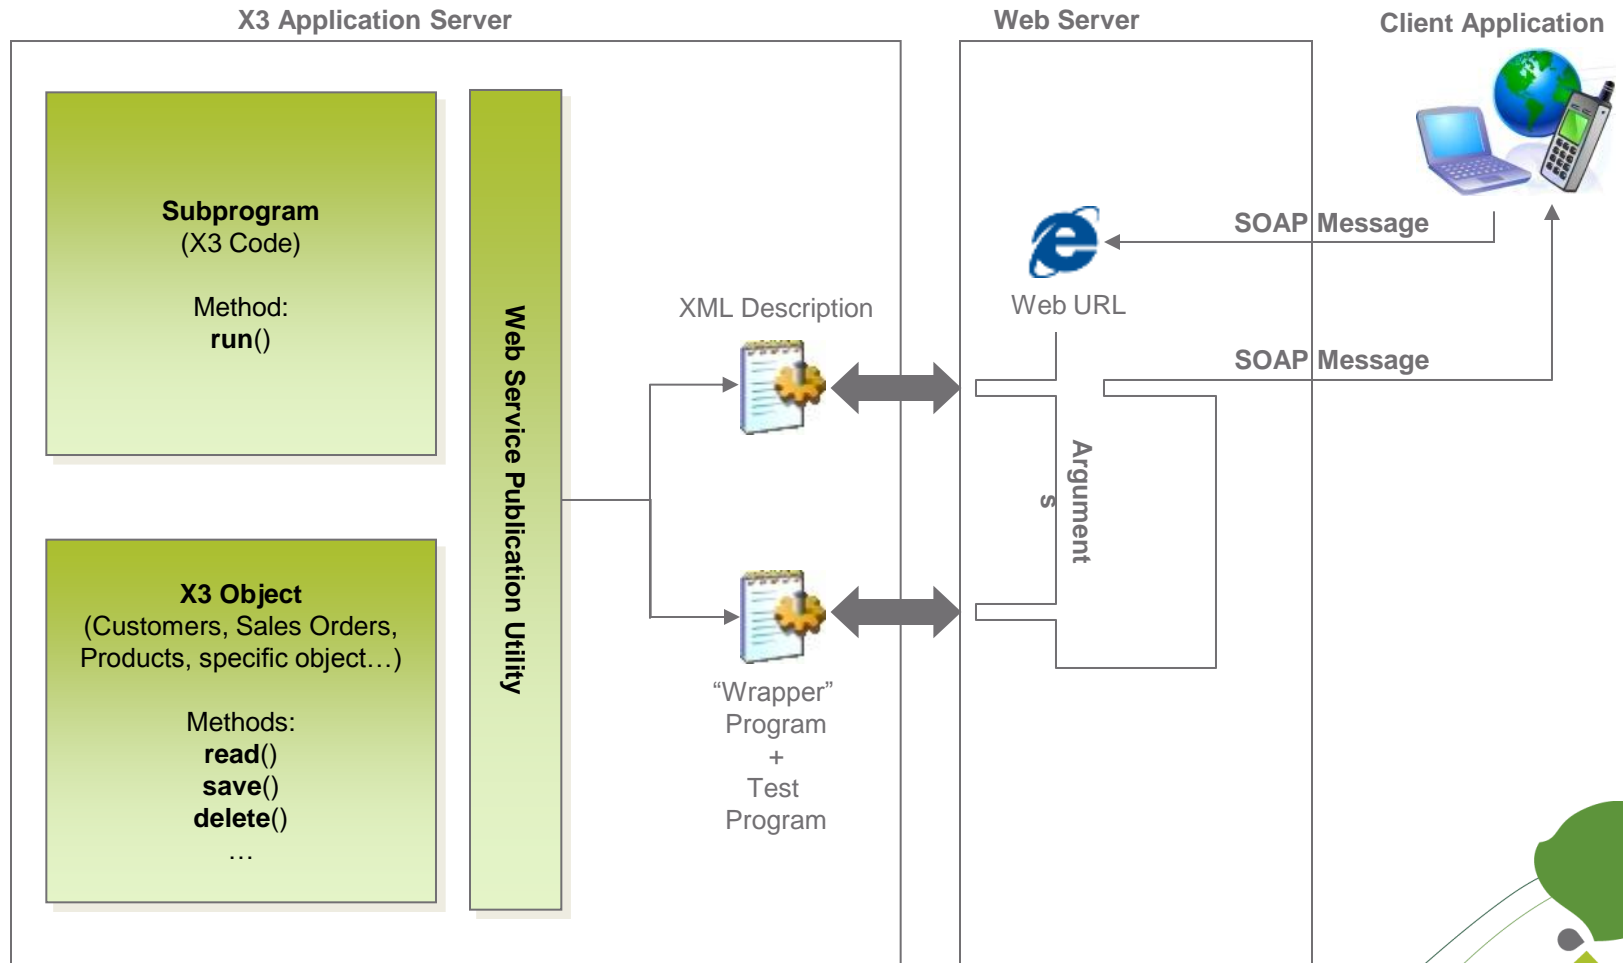 X3 Application Server
Web Server
Client Application
Subprogram
(X3 Code)
Method:
run()
X3 Object
(Customers, Sales Orders,
Products, specific object…)
Methods:
read()
save()
delete()
…
Web Service Publication Utility
XML Description
“Wrapper”
Program
+
Test
Program
Web URL
Argument
s
SOAP Message
SOAP Message